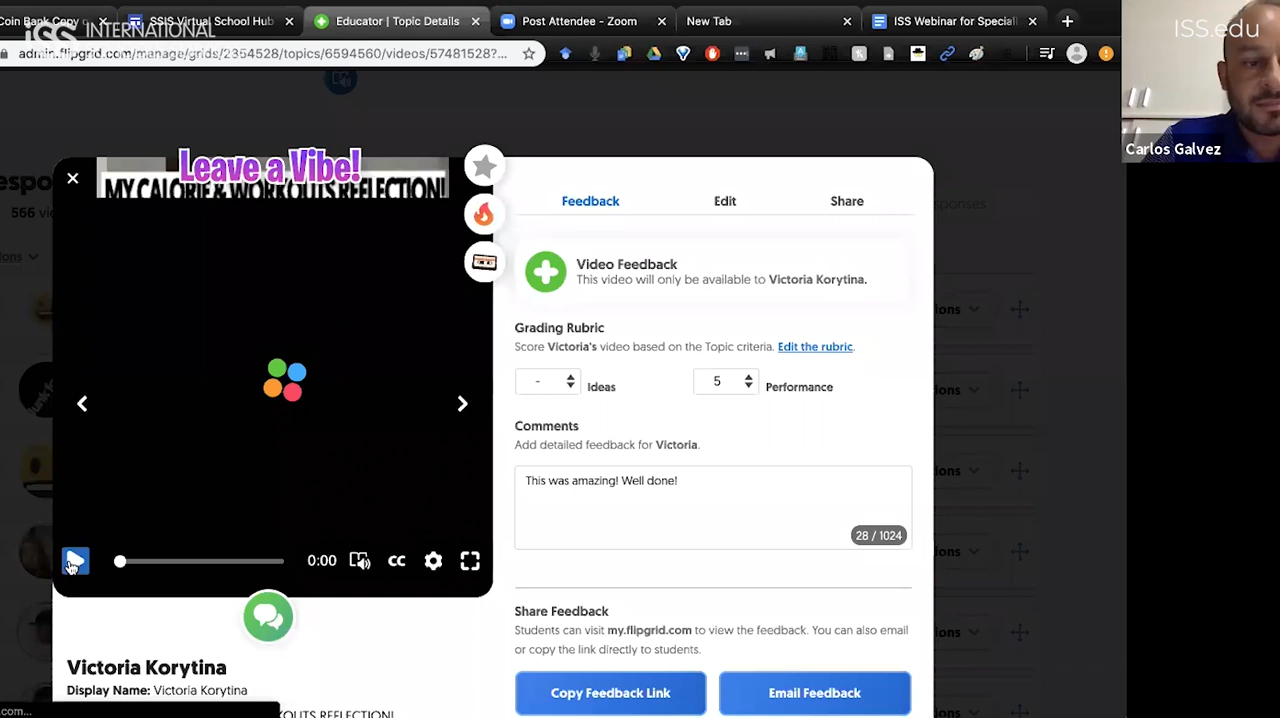 Coin Bank Copy
SSIS Virtual School Hub
Educator | Topic Details
Post Attendee - Zoom
New Tab
ISS Webinar for Special
iss INTERNATIONAL
ISS.edu
admin.flipgrid.com/manage/grids/2354528/topics/6594560/videos/57481528?...
Carlos Galvez
Leave a Vibe!
MY CALORIE & WORKOUTS REFLECTION!
Feedback
Edit
Share
566
Video Feedback
This video will only be available to Victoria Korytina.
Grading Rubric
Score Victoria's video based on the Topic criteria. Edit the rubric.
-
Ideas
5
Performance
Comments
Add detailed feedback for Victoria.
This was amazing! Well done!
28 / 1024
0:00
CC
Share Feedback
Students can visit my.flipgrid.com to view the feedback. You can also email
or copy the link directly to students.
Victoria Korytina
Display Name: Victoria Korytina
Copy Feedback Link
Email Feedback
.com...
KOUTS REFLECTION!